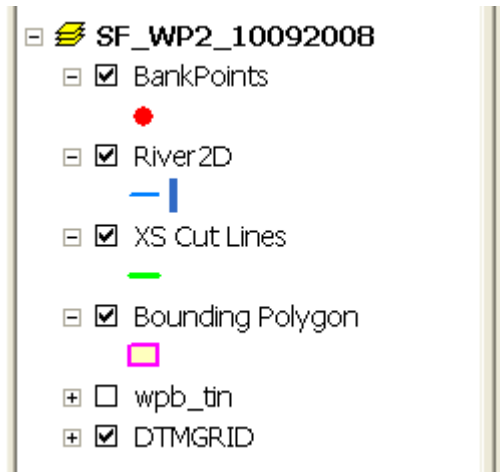 SF_WP2_10092008
BankPoints
River2D
XS Cut Lines
Bounding Polygon
wpb_tin
DTMGRID